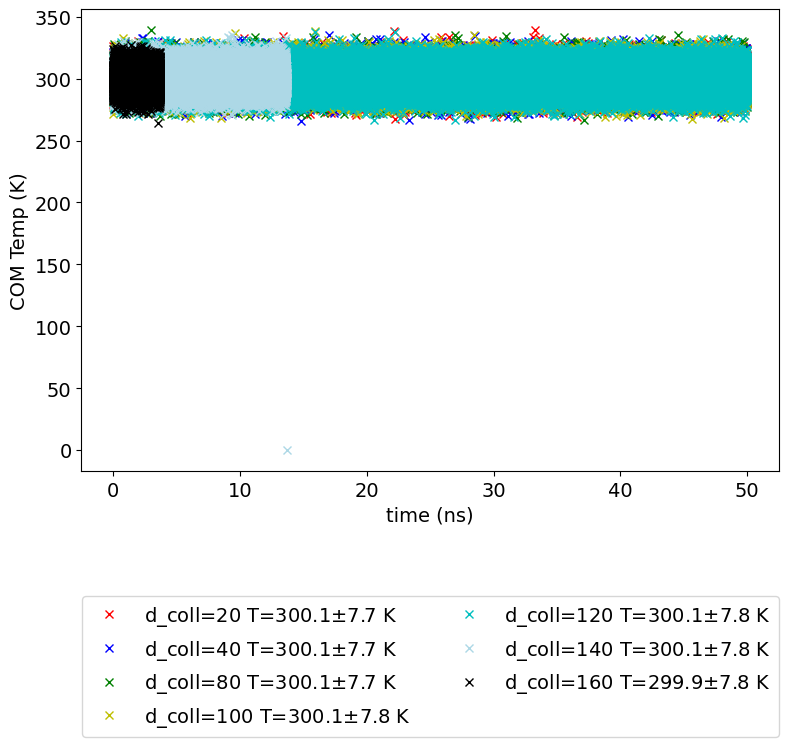 350
300
250
200
150
100
50
0
COM Temp (K)
0 10 20 30 40 50
time (ns)
d_coll=20 T=300.1±7.7 K
d_coll=40 T=300.1±7.7 K
d_coll=80 T=300.1±7.7 K
d_coll=100 T=300.1±7.8 K
d_coll=120 T=300.1±7.8 K
d_coll=140 T=300.1±7.8 K
d_coll=160 T=299.9±7.8 K